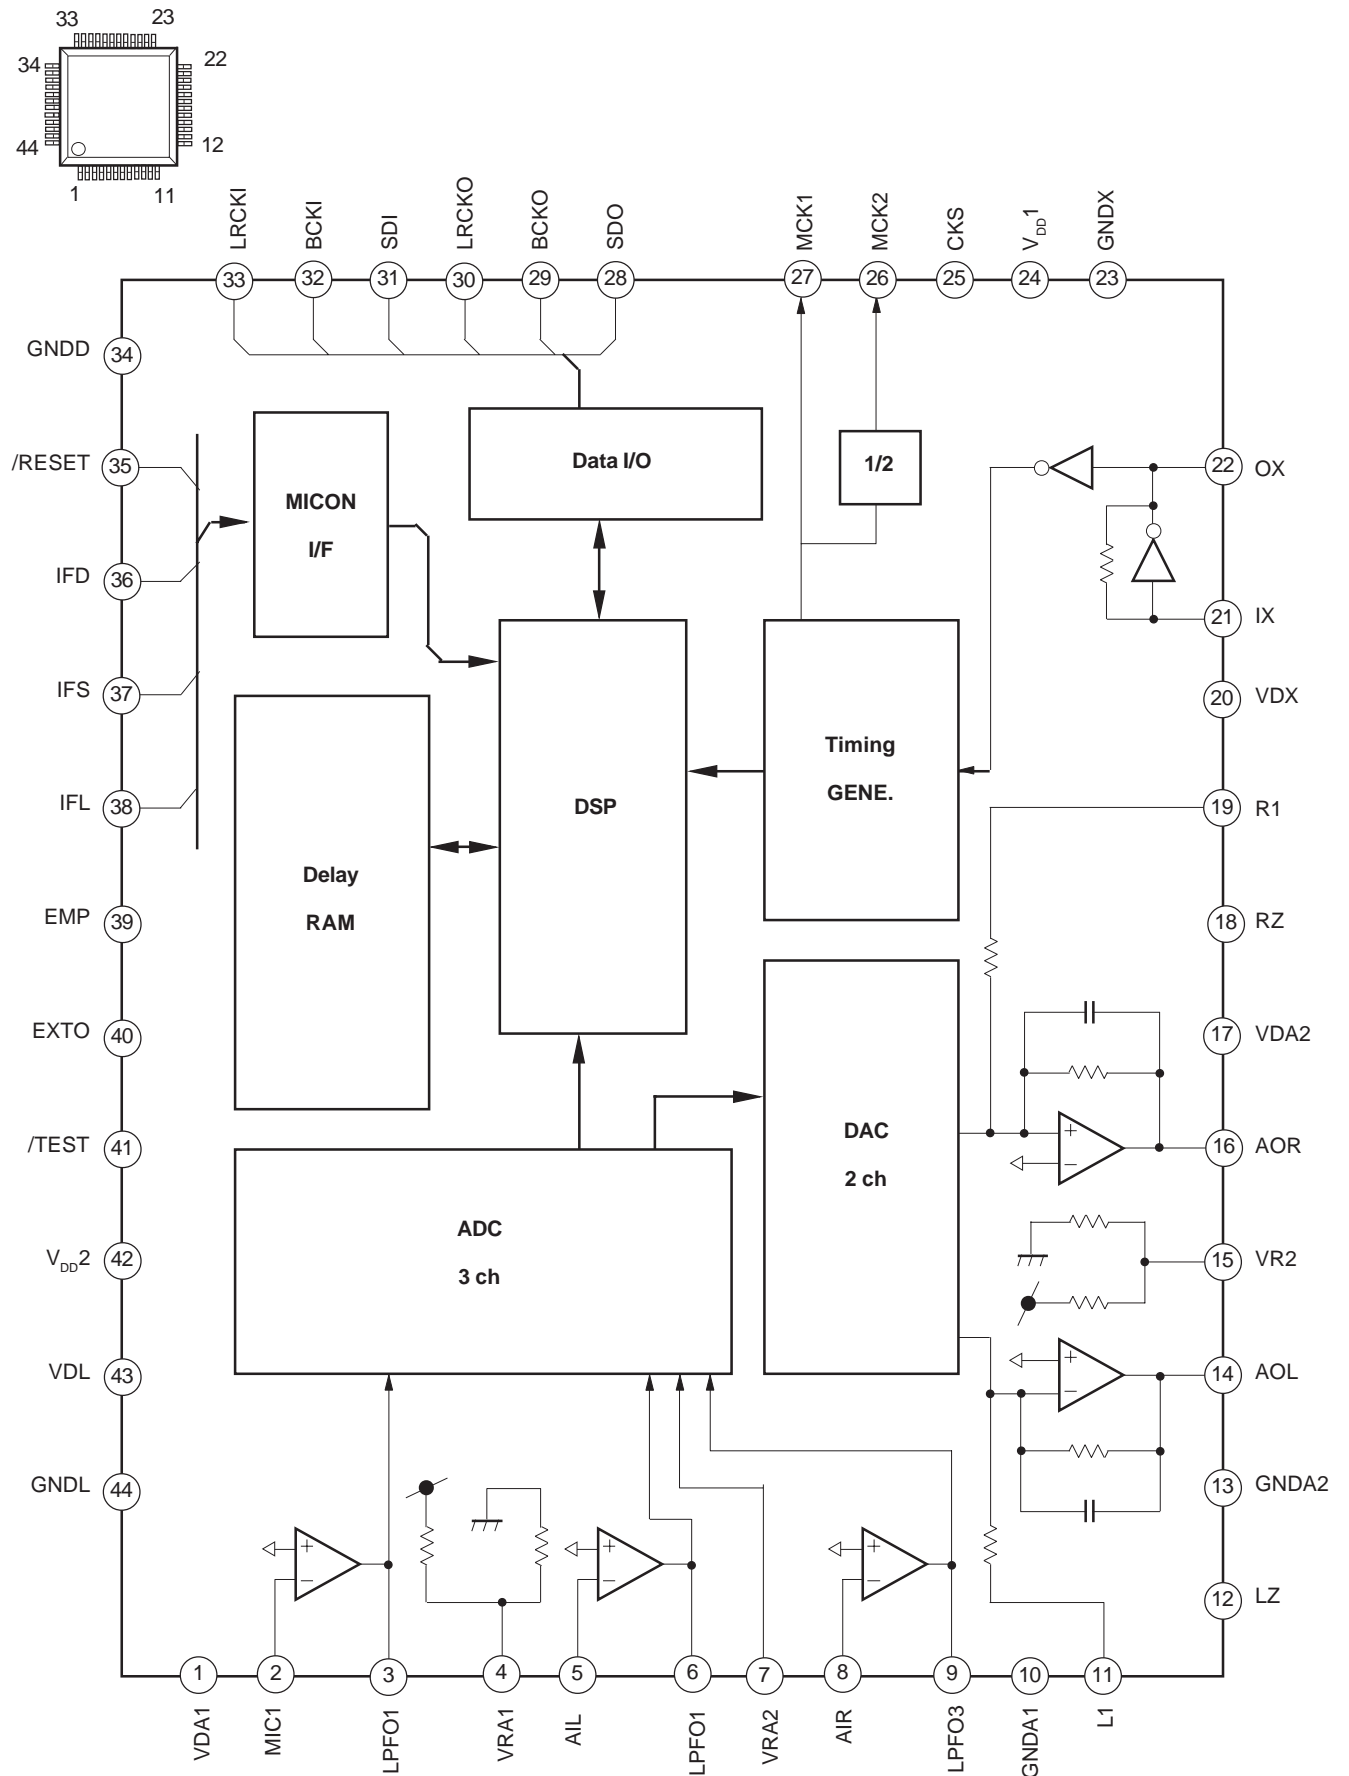 33 23
34 22
44 12
1 11
LRCKI BCKI SDI LRCKO BCKO SDO MCK1 MCK2 CKS VDD1 GNDX
33 32 31 30 29 28 27 26 25 24 23
GNDD 34
/RESET 35
IFD 36
IFS 37
IFL 38
EMP 39
EXTO 40
/TEST 41
VDD2 42
VDL 43
GNDL 44
MICON
I/F
Data I/O
1/2
Delay
RAM
DSP
Timing
GENE.
ADC
3 ch
DAC
2 ch
22 OX
21 IX
20 VDX
19 R1
18 RZ
17 VDA2
+
−
16 AOR
15 VR2
+
−
14 AOL
13 GNDA2
12 LZ
+ + +
− − −
1 2 3 4 5 6 7 8 9 10 11
VDA1 MIC1 LPFO1 VRA1 AIL LPFO1 VRA2 AIR LPFO3 GNDA1 L1